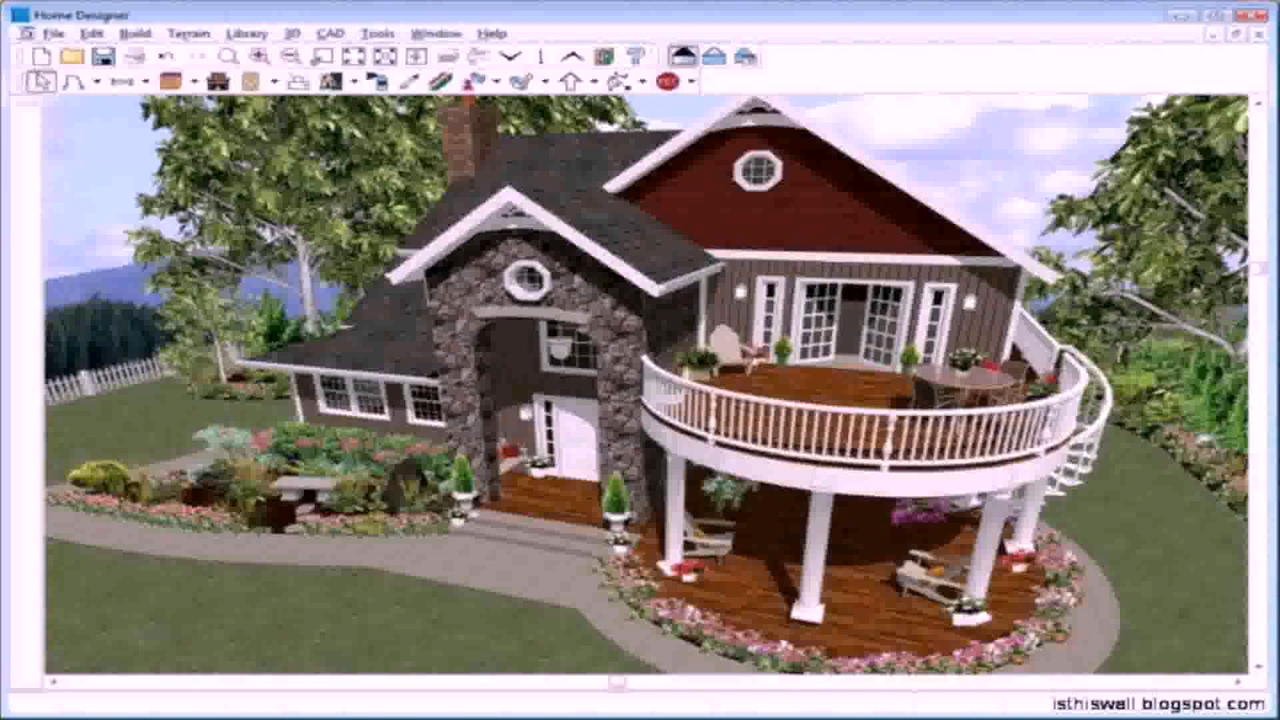 Home Designer
File Edit Build Terrain Library 3D CAD Tools Window Help
isthiswall.blogspot.com